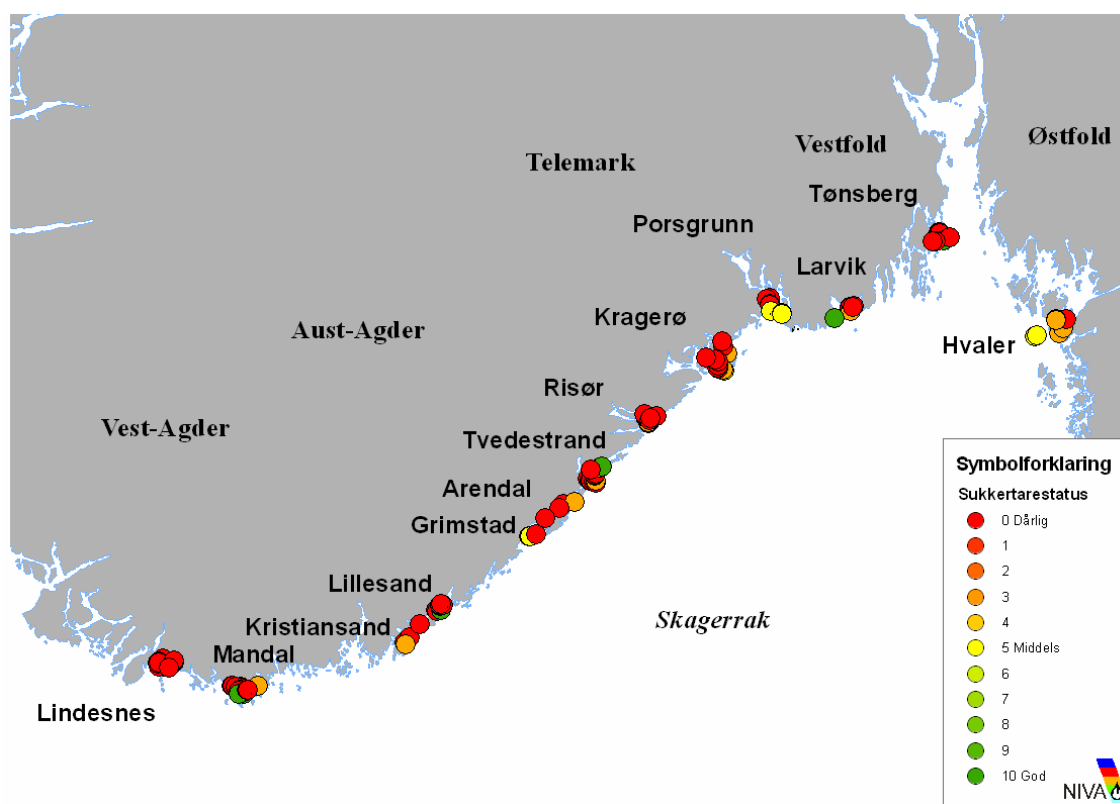 Vestfold
Østfold
Telemark
Tønsberg
Porsgrunn
Larvik
Kragerø
Aust-Agder
Hvaler
Risør
Vest-Agder
Tvedestrand
Arendal
Grimstad
Lillesand
Skagerrak
Kristiansand
Mandal
Lindesnes
Symbolforklaring
Sukkertarestatus
0 Dårlig
1
2
3
4
5 Middels
6
7
8
9
10 God
NIVA